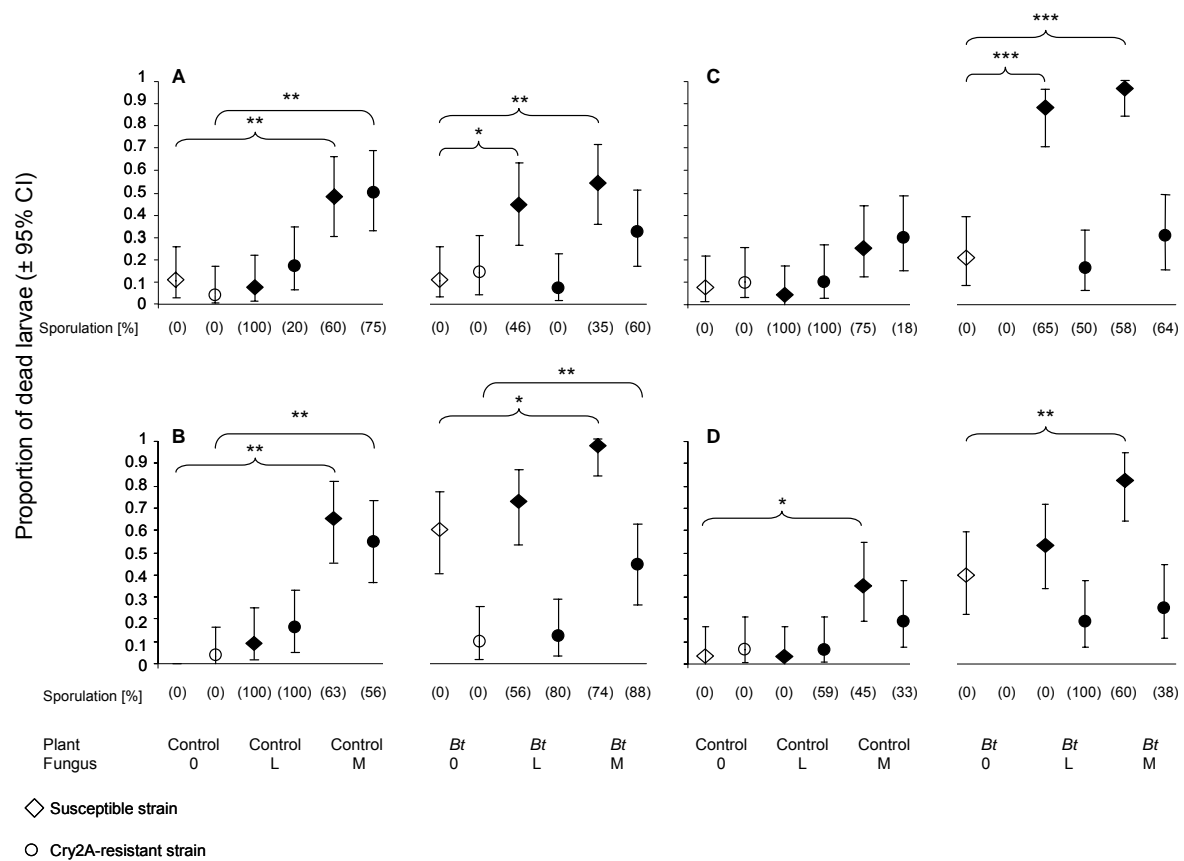 Proportion of dead larvae (± 95% CI)
A
**
**
1
0.9
0.8
0.7
0.6
0.5
0.4
0.3
0.2
0.1
0
**
*
Sporulation [%] (0) (0) (100) (20) (60) (75) (0) (0) (46) (0) (35) (60)
C
***
***
(0) (0) (100) (100) (75) (18) (0) (0) (65) (50) (58) (64)
B
**
**
1
0.9
0.8
0.7
0.6
0.5
0.4
0.3
0.2
0.1
0
**
*
Sporulation [%] (0) (0) (100) (100) (63) (56) (0) (0) (56) (80) (74) (88)
D
*
**
(0) (0) (0) (59) (45) (33) (0) (0) (0) (100) (60) (38)
Plant Control Control Control Bt Bt Bt Control Control Control Bt Bt Bt
Fungus 0 L M 0 L M 0 L M 0 L M
Susceptible strain
Cry2A-resistant strain